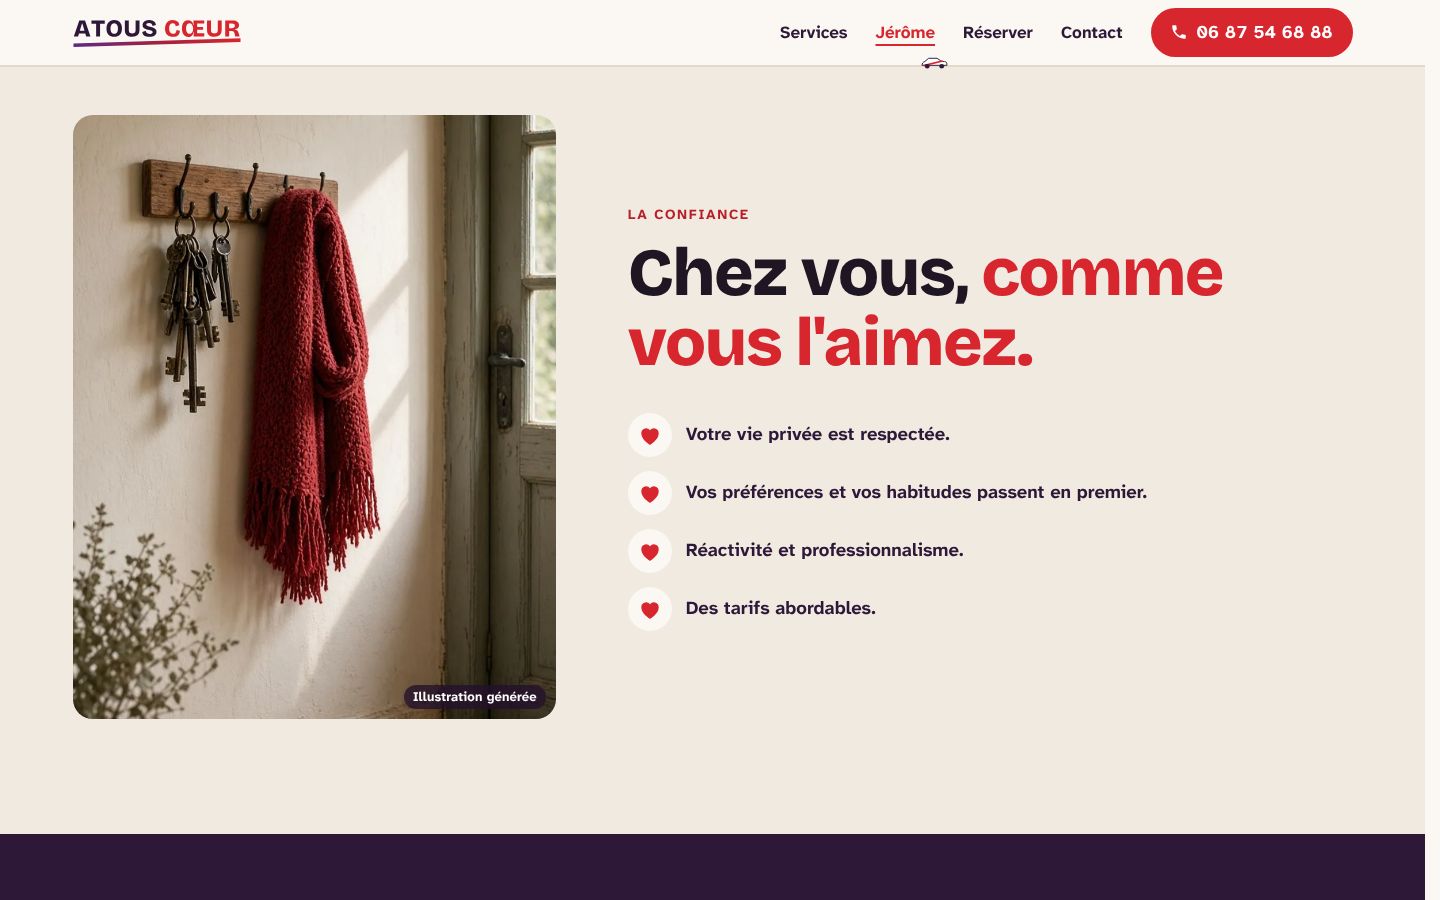 ATOUS CŒUR
Services
Jérôme
Réserver
Contact
06 87 54 68 88
LA CONFIANCE
Chez vous, comme
vous l'aimez.
Votre vie privée est respectée.
Vos préférences et vos habitudes passent en premier.
Réactivité et professionnalisme.
Des tarifs abordables.
Illustration générée